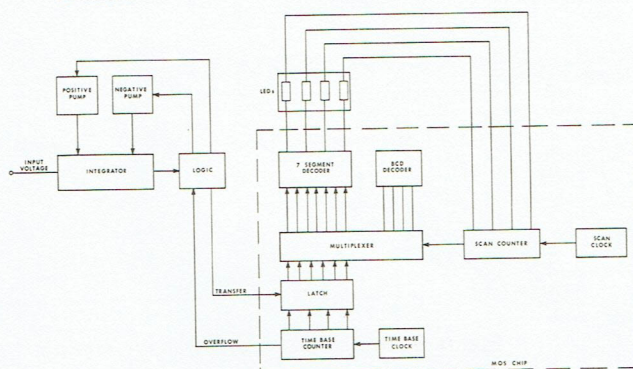 POSITIVE
PUMP
NEGATIVE
PUMP
LEDs
INPUT
VOLTAGE
INTEGRATOR
LOGIC
7 SEGMENT
DECODER
BCD
DECODER
MULTIPLEXER
SCAN COUNTER
SCAN
CLOCK
TRANSFER
LATCH
OVERFLOW
TIME BASE
COUNTER
TIME BASE
CLOCK
MOS CHIP